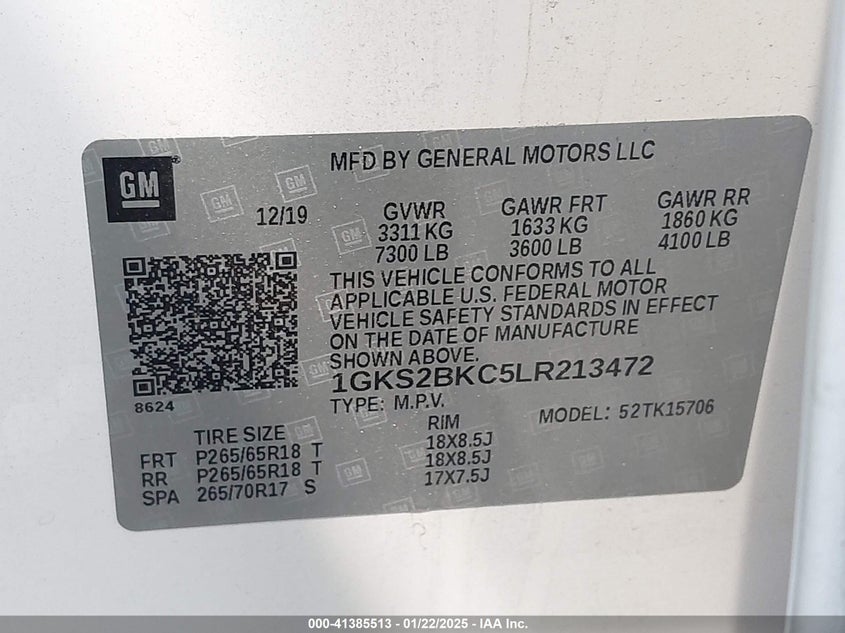 GM
MFD BY GENERAL MOTORS LLC
12/19
GVWR GAWR FRT GAWR RR
3311 KG 1633 KG 1860 KG
7300 LB 3600 LB 4100 LB
THIS VEHICLE CONFORMS TO ALL
APPLICABLE U.S. FEDERAL MOTOR
VEHICLE SAFETY STANDARDS IN EFFECT
ON THE DATE OF MANUFACTURE
SHOWN ABOVE.
1GKS2BKC5LR213472
8624
TYPE: M.P.V. MODEL: 52TK15706
TIRE SIZE RIM
FRT P265/65R18 T 18X8.5J
RR P265/65R18 T 18X8.5J
SPA 265/70R17 S 17X7.5J
000-41385513 - 01/22/2025 - IAA Inc.